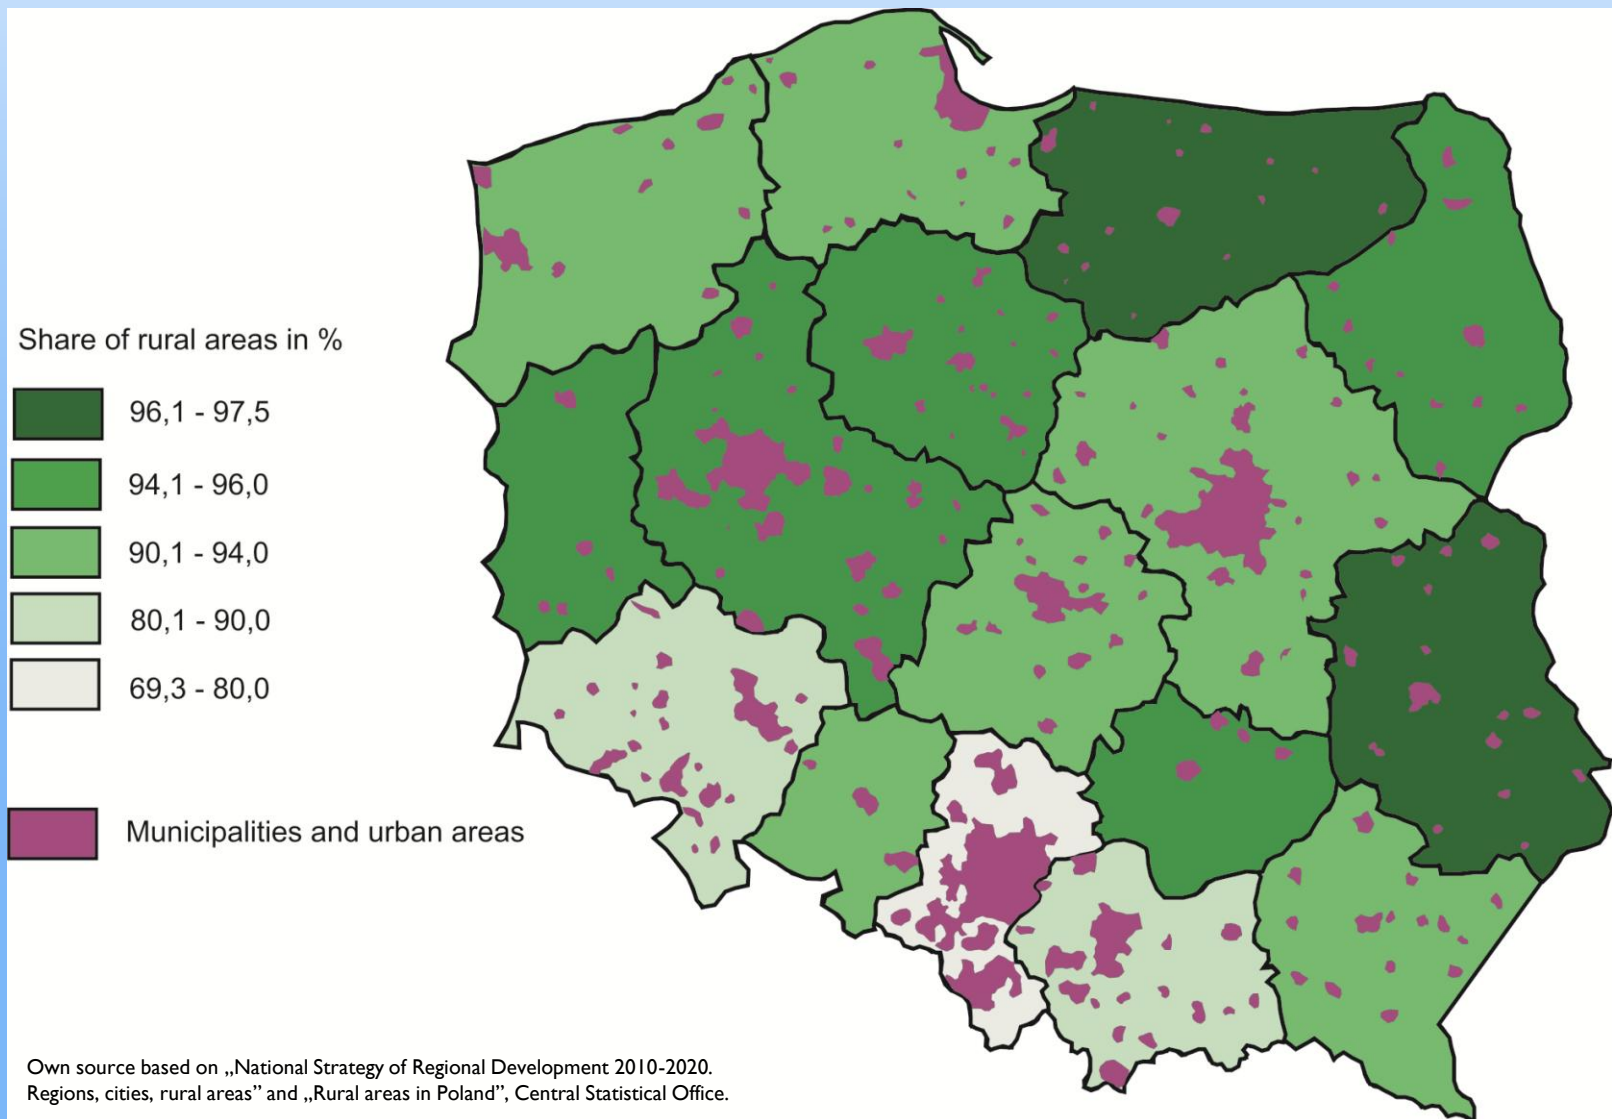 Share of rural areas in %
96,1 - 97,5
94,1 - 96,0
90,1 - 94,0
80,1 - 90,0
69,3 - 80,0
Municipalities and urban areas
Own source based on „National Strategy of Regional Development 2010-2020.
Regions, cities, rural areas” and „Rural areas in Poland”, Central Statistical Office.